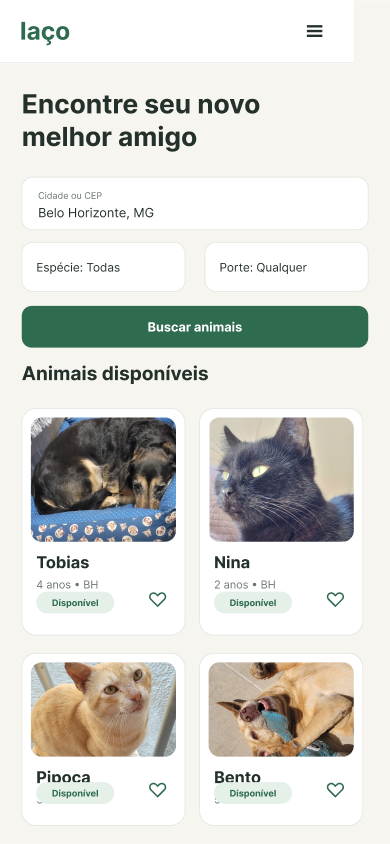 laço
Encontre seu novo
melhor amigo
Cidade ou CEP
Belo Horizonte, MG
Espécie: Todas
Porte: Qualquer
Buscar animais
Animais disponíveis
Tobias
4 anos • BH
Disponível
Nina
2 anos • BH
Disponível
Pipoca
Disponível
Bento
Disponível